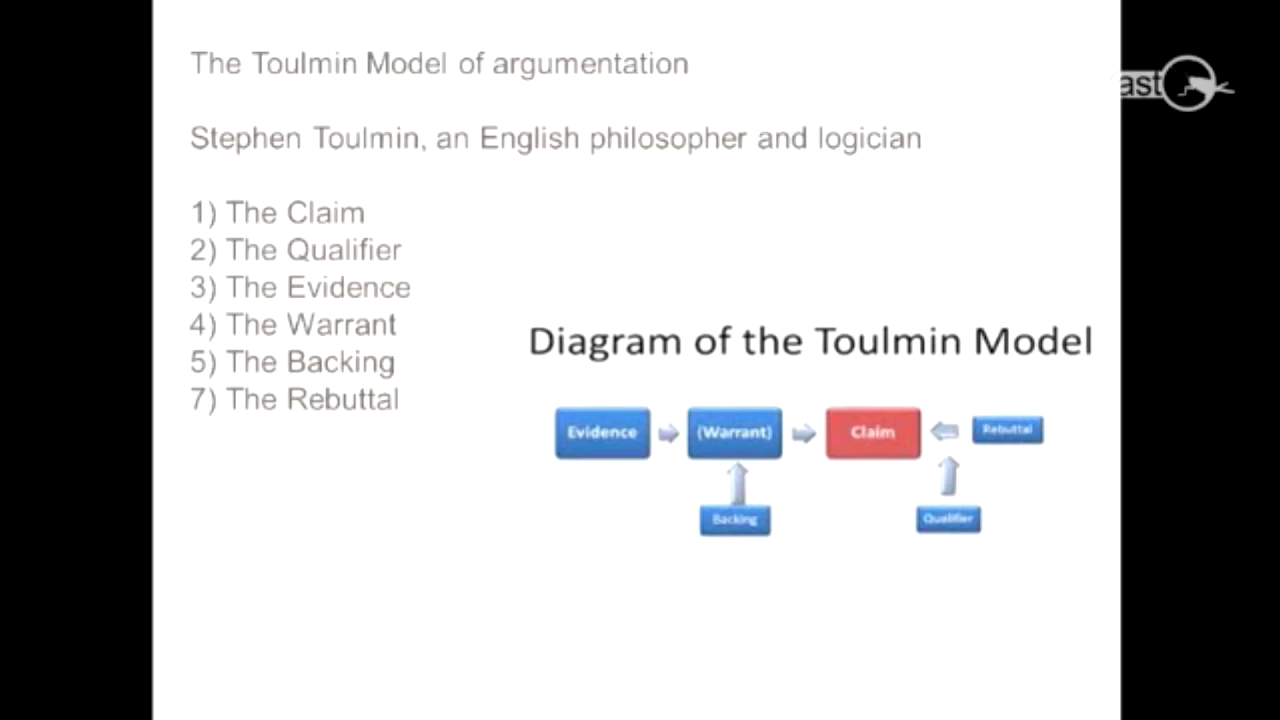 The Toulmin Model of argumentation
ast
Stephen Toulmin, an English philosopher and logician
1) The Claim
2) The Qualifier
3) The Evidence
4) The Warrant
5) The Backing
7) The Rebuttal
Diagram of the Toulmin Model
Evidence (Warrant) Claim Rebuttal
Backing Qualifier